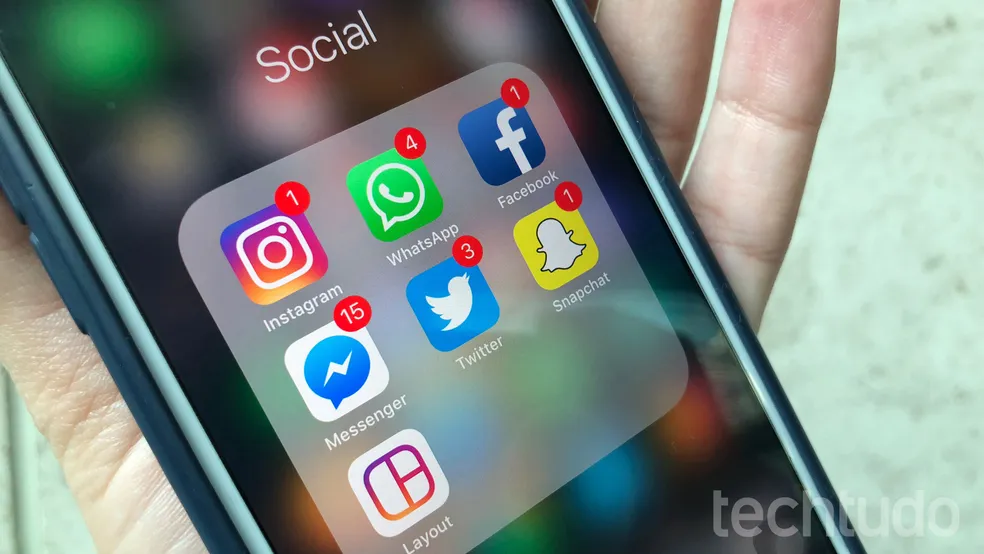 Social
1
4
1
Instagram
WhatsApp
Facebook
15
3
1
Messenger
Twitter
Snapchat
Layout
techtudo